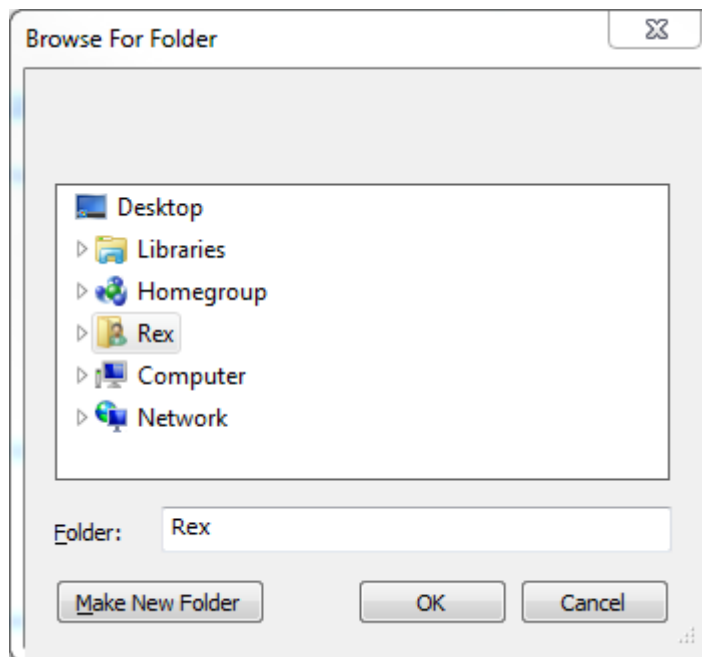 Browse For Folder
Desktop
Libraries
Homegroup
Rex
Computer
Network
Folder: Rex
Make New Folder OK Cancel